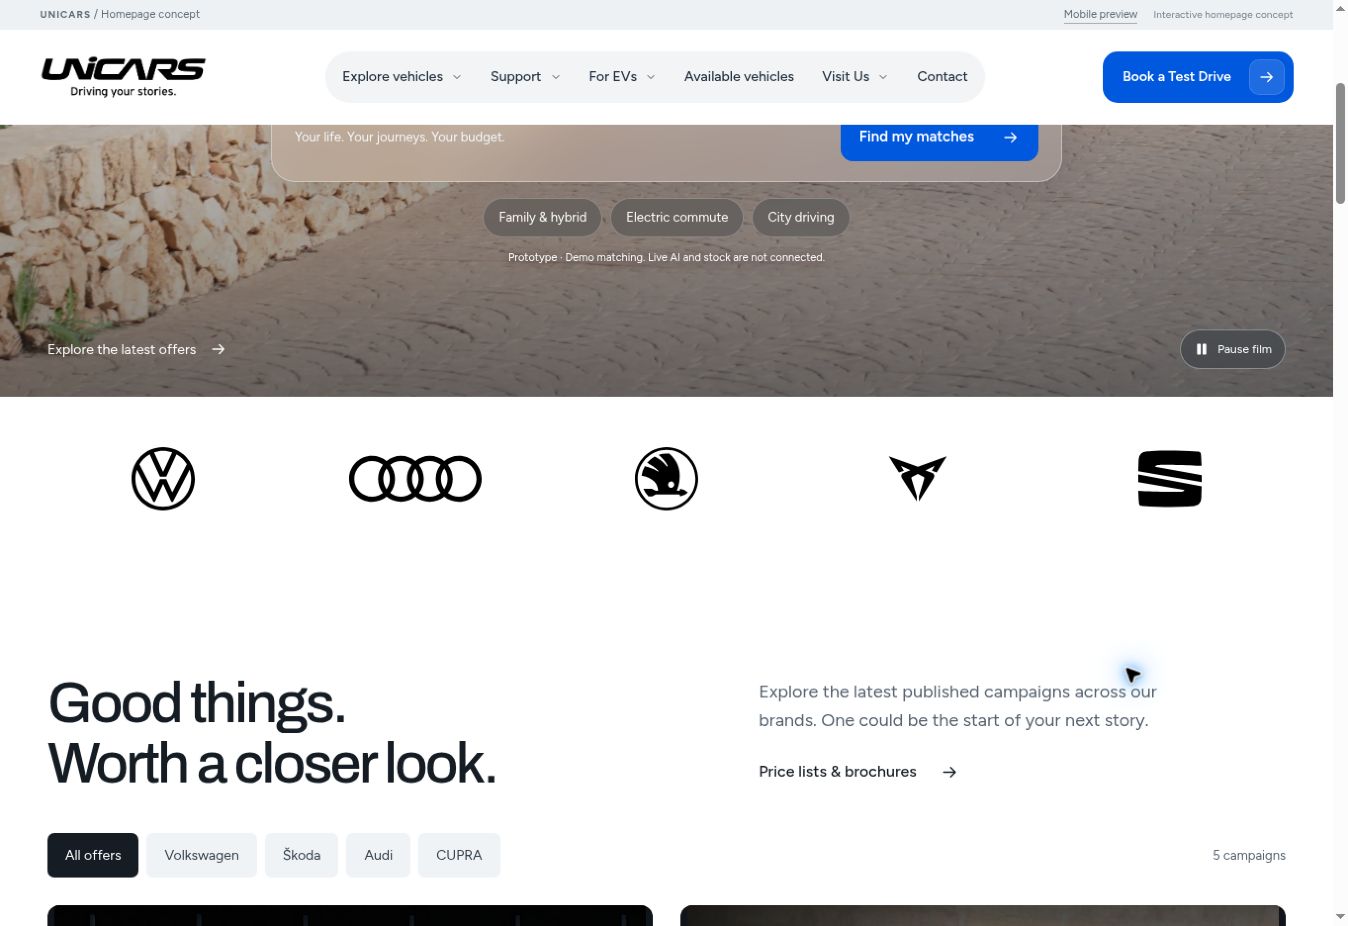 UNICARS / Homepage concept
Mobile preview
Interactive homepage concept
UNICARS
Driving your stories.
Explore vehicles
Support
For EVs
Available vehicles
Visit Us
Contact
Book a Test Drive
Your life. Your journeys. Your budget.
Find my matches
Family & hybrid
Electric commute
City driving
Prototype · Demo matching. Live AI and stock are not connected.
Explore the latest offers
Pause film
Good things.
Worth a closer look.
Explore the latest published campaigns across our
brands. One could be the start of your next story.
Price lists & brochures
All offers
Volkswagen
Škoda
Audi
CUPRA
5 campaigns